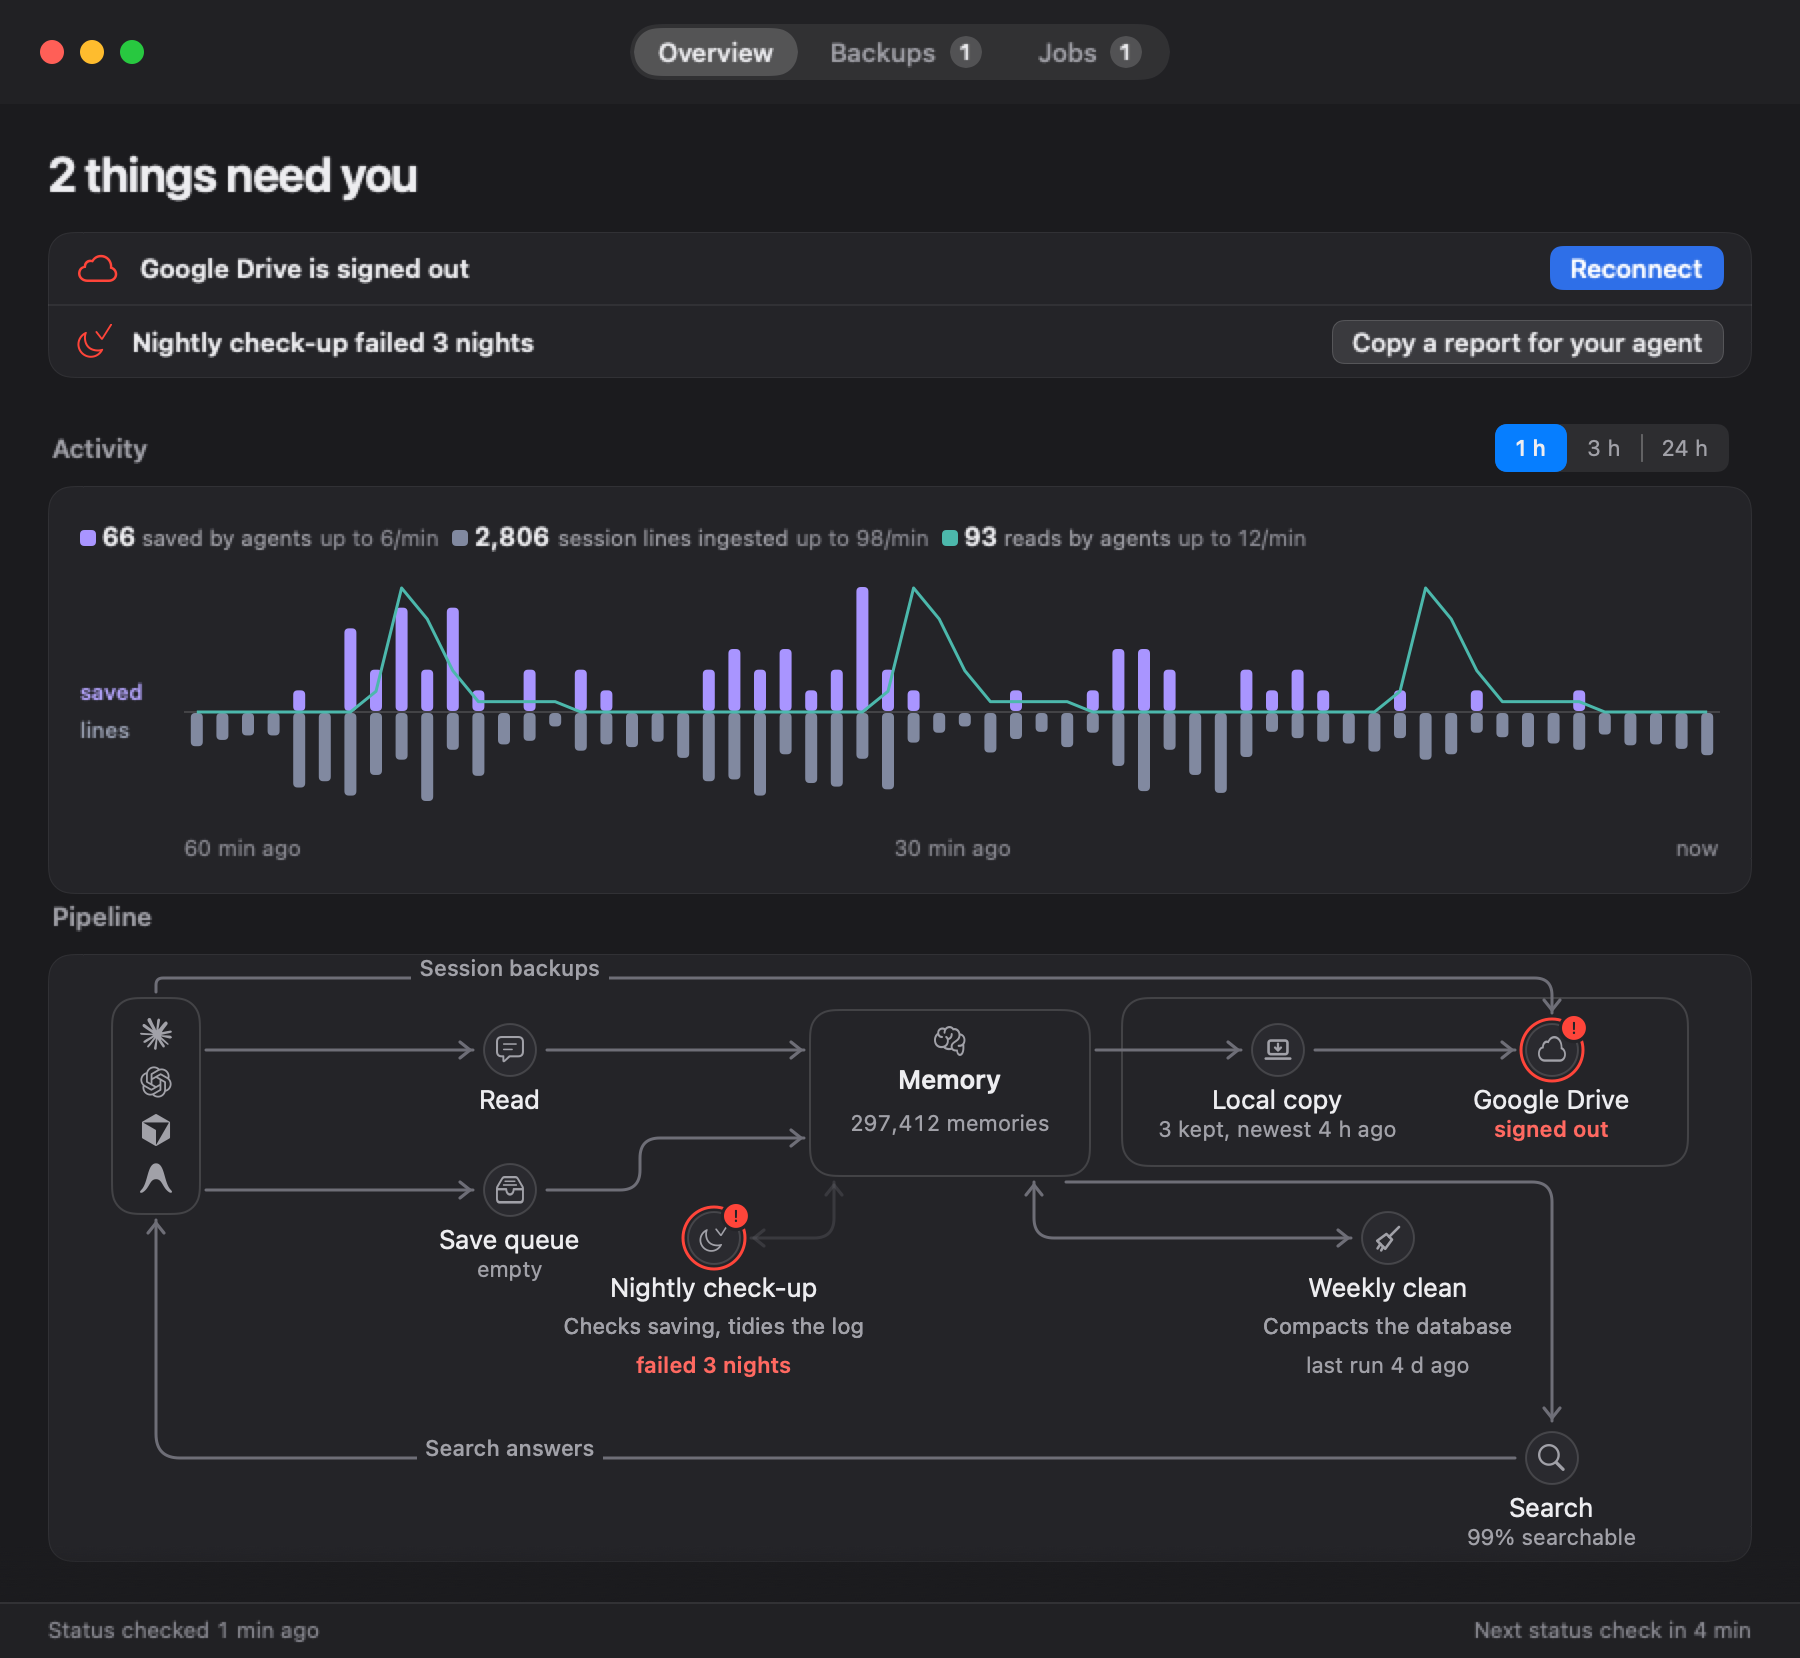 Overview Backups 1 Jobs 1
2 things need you
Google Drive is signed out Reconnect
Nightly check-up failed 3 nights Copy a report for your agent
Activity 1 h 3 h 24 h
66 saved by agents up to 6/min 2,806 session lines ingested up to 98/min 93 reads by agents up to 12/min
saved
lines
60 min ago 30 min ago now
Pipeline
Session backups
Read
Memory
297,412 memories
Local copy
3 kept, newest 4 h ago
!
Google Drive
signed out
Save queue
empty
!
Nightly check-up
Checks saving, tidies the log
failed 3 nights
Weekly clean
Compacts the database
last run 4 d ago
Search answers
Search
99% searchable
Status checked 1 min ago Next status check in 4 min